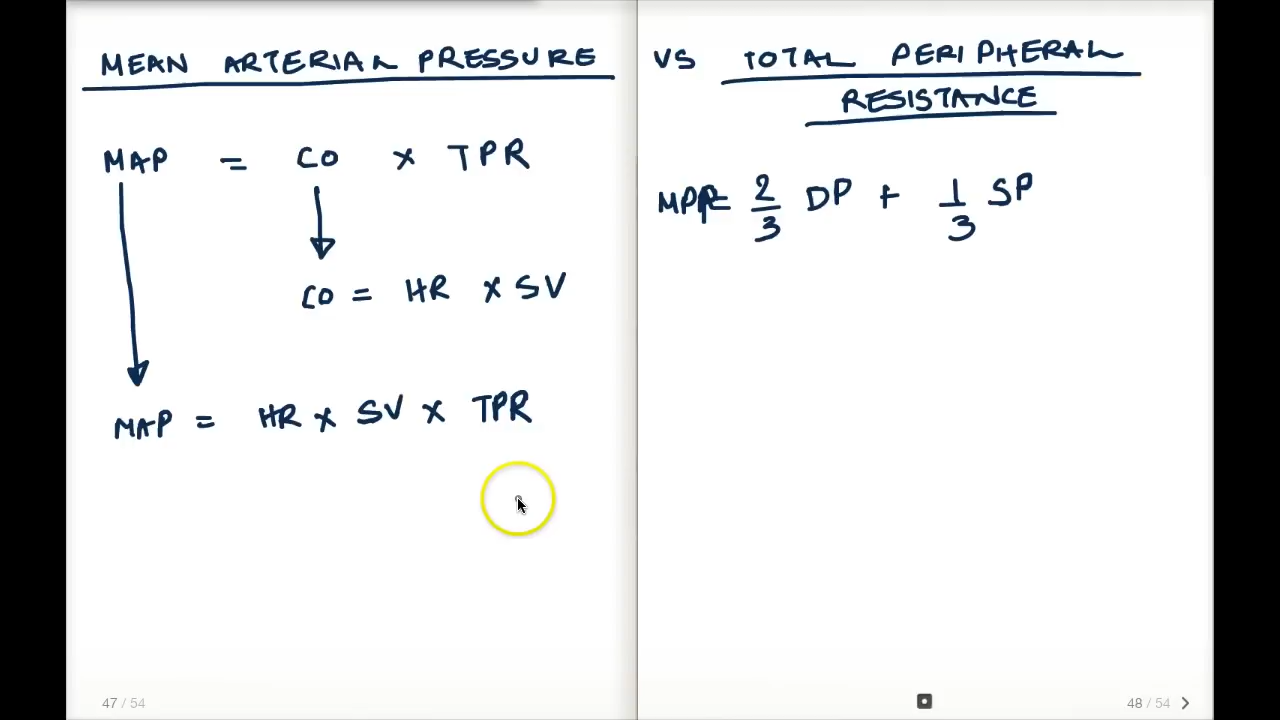 MEAN ARTERIAL PRESSURE VS TOTAL PERIPHERAL
RESISTANCE
MAP = CO x TPR
CO = HR x SV
MAP = HR x SV x TPR
= 2/3 DP + 1/3 SP
47 / 54
48 / 54